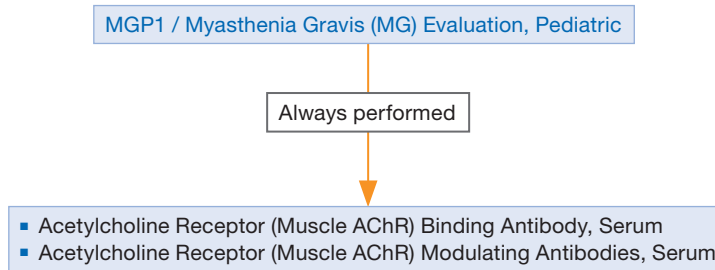 MGP1 / Myasthenia Gravis (MG) Evaluation, Pediatric
Always performed
▪ Acetylcholine Receptor (Muscle AChR) Binding Antibody, Serum
▪ Acetylcholine Receptor (Muscle AChR) Modulating Antibodies, Serum